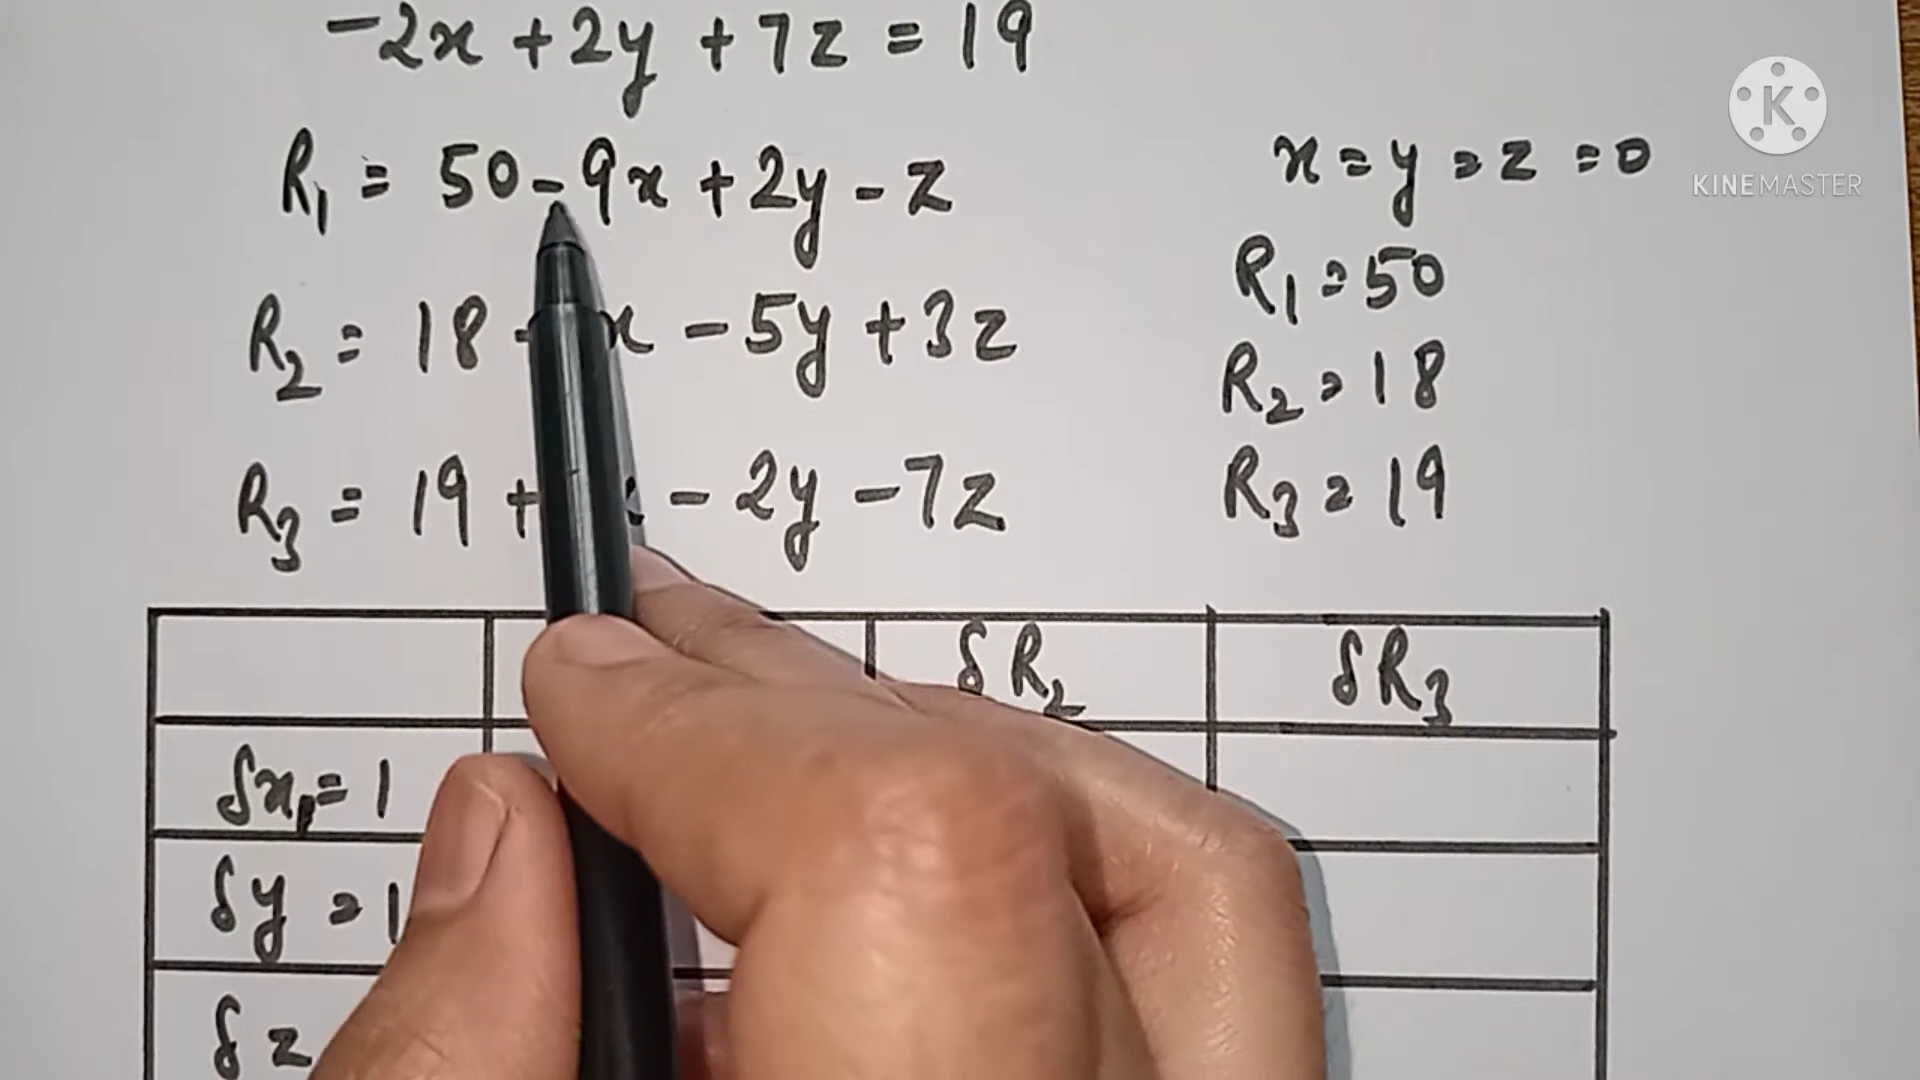 -2x + 2y + 7z = 19
R1 = 50 - 9x + 2y - z
x = y = z = 0
R1 = 50
R2 = 18 - x - 5y + 3z
R2 = 18
R3 = 19 + - 2y - 7z
R3 = 19
δR2 δR3
δx = 1
δy = 1
δz
K
KINEMASTER